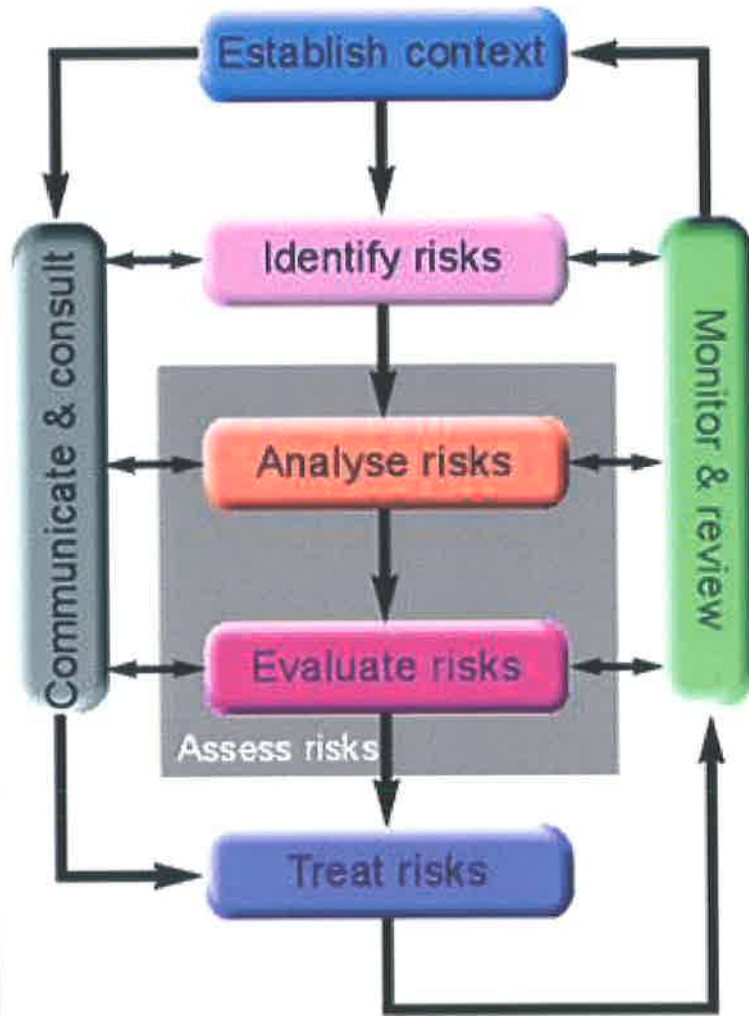 Establish context
Identify risks
Communicate & consult
Monitor & review
Analyse risks
Evaluate risks
Assess risks
Treat risks